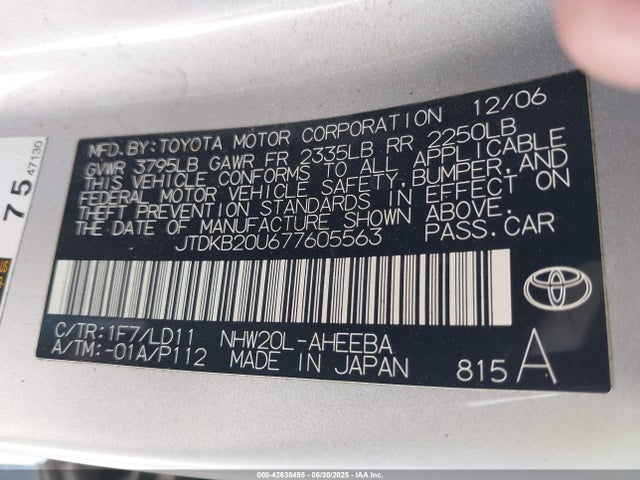 MFD. BY: TOYOTA MOTOR CORPORATION 12/06
GVWR 3795LB GAWR FR 2335LB RR 2250LB
THIS VEHICLE CONFORMS TO ALL APPLICABLE
FEDERAL MOTOR VEHICLE SAFETY, BUMPER, AND
THEFT PREVENTION STANDARDS IN EFFECT ON
THE DATE OF MANUFACTURE SHOWN ABOVE.
JTDKB20U677605563 PASS. CAR
C/TR: 1F7/LD11 NHW20L-AHEEBA
A/TM: -01A/P112 MADE IN JAPAN 815 A
75
47130
000-42638495 - 06/30/2025 - IAA Inc.